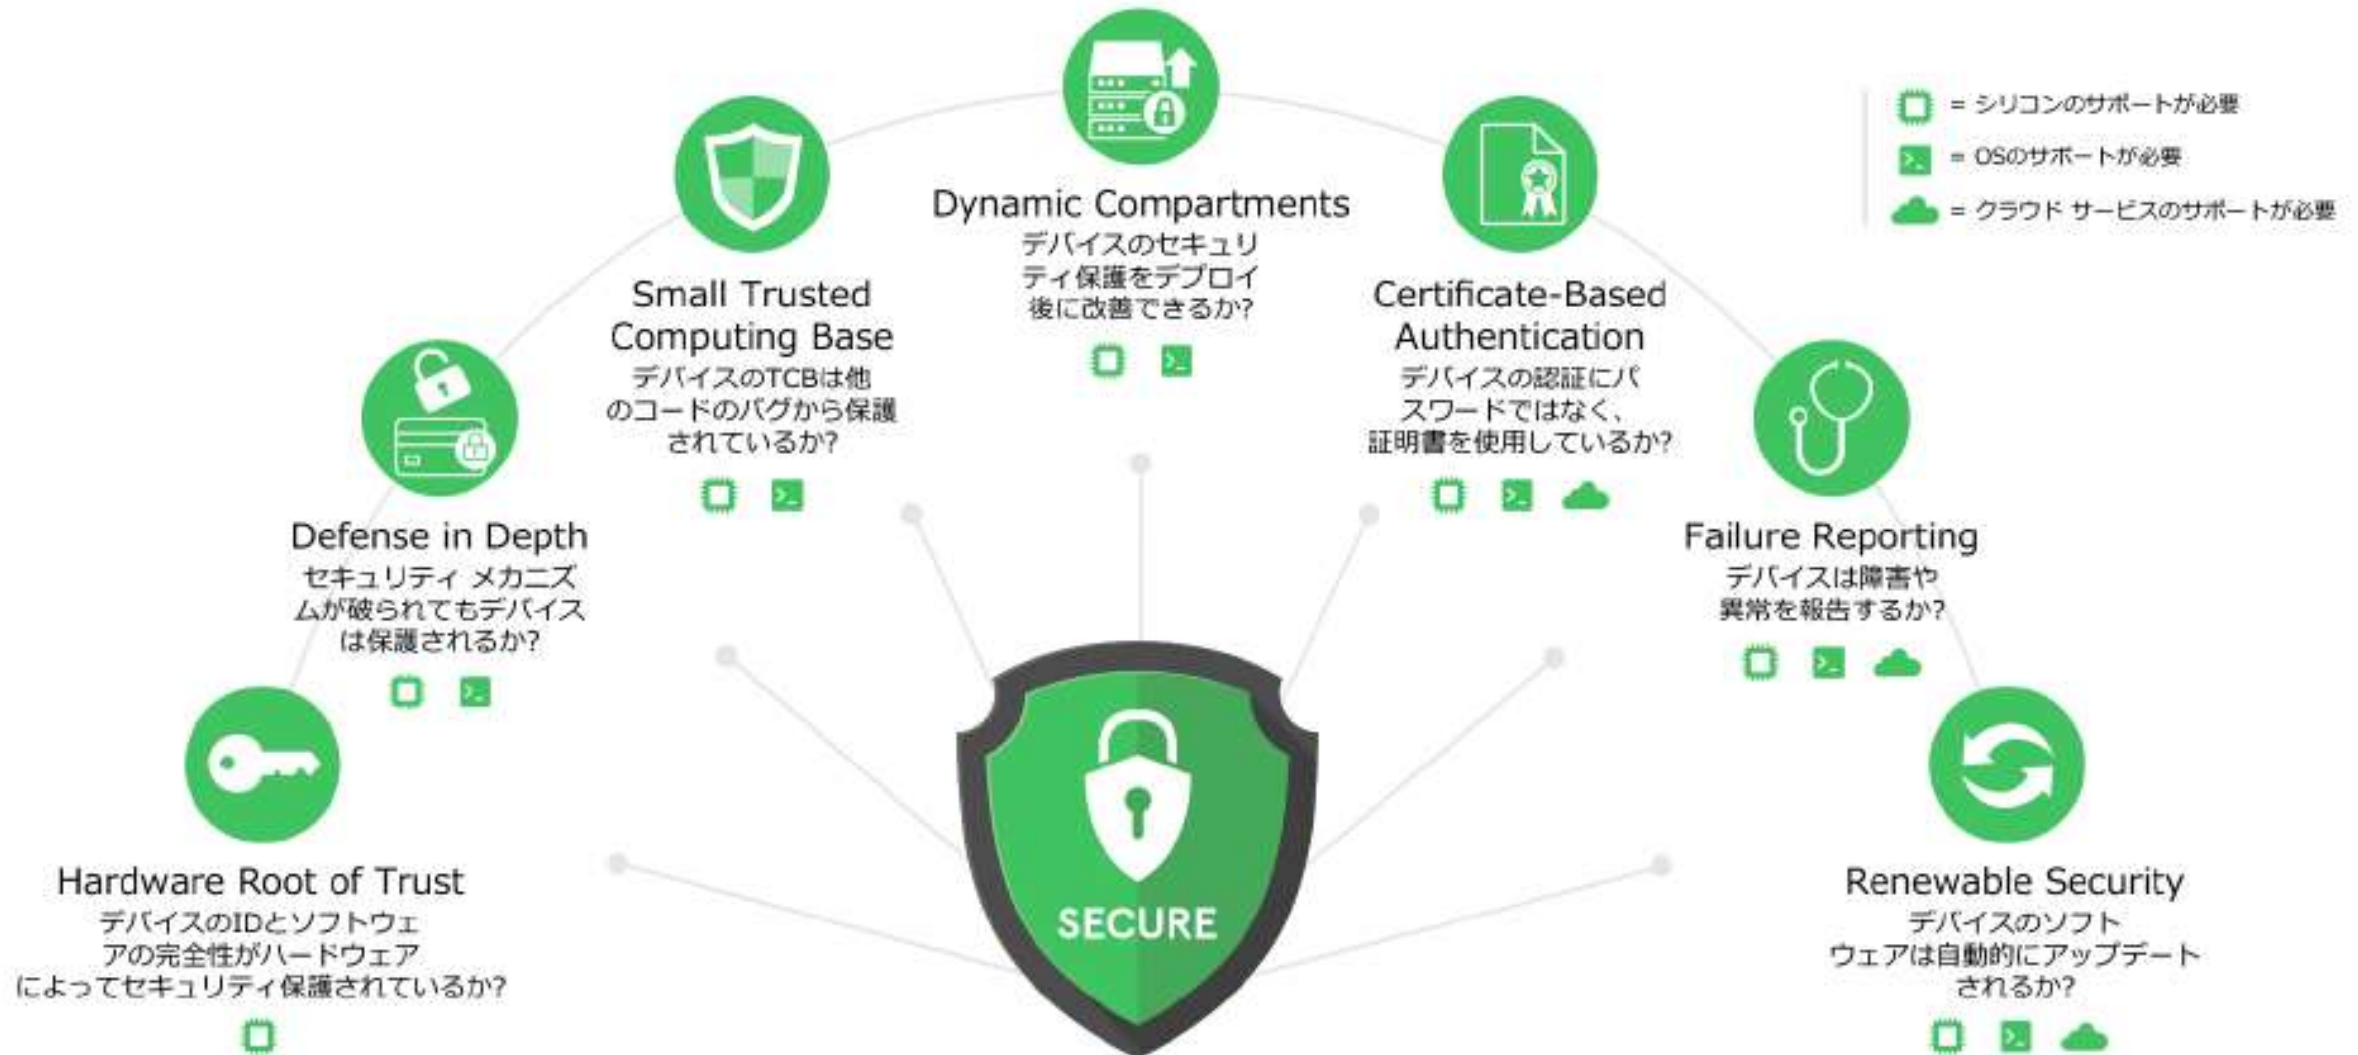 Dynamic Compartments
デバイスのセキュリ
ティ保護をデプロイ
後に改善できるか?
= シリコンのサポートが必要
= OSのサポートが必要
= クラウド サービスのサポートが必要
Small Trusted
Computing Base
デバイスのTCBは他
のコードのバグから保護
されているか?
Certificate-Based
Authentication
デバイスの認証にパ
スワードではなく、
証明書を使用しているか?
Defense in Depth
セキュリティ メカニズ
ムが破られてもデバイス
は保護されるか?
Failure Reporting
デバイスは障害や
異常を報告するか?
Hardware Root of Trust
デバイスのIDとソフトウェ
アの完全性がハードウェア
によってセキュリティ保護されているか?
SECURE
Renewable Security
デバイスのソフト
ウェアは自動的にアップデート
されるか?